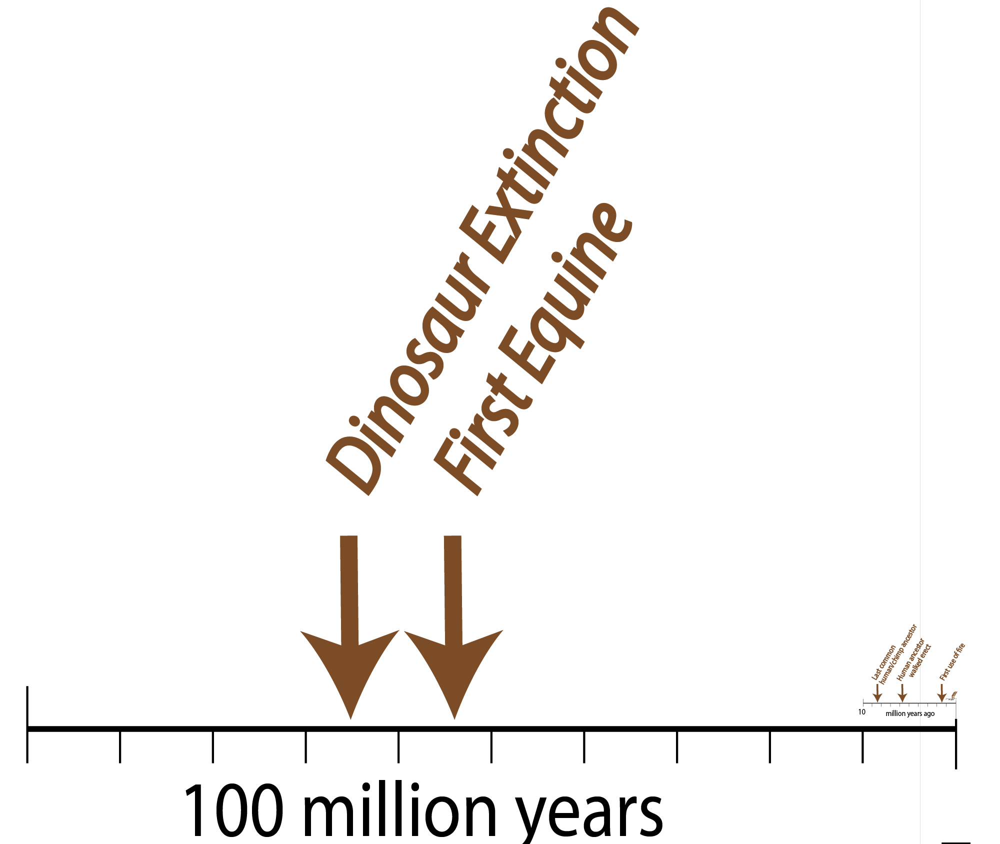 Dinosaur Extinction
First Equine
Last common
human/chimp ancestor
Human ancestor
walked erect
First use of fire
10
million years ago
100 million years